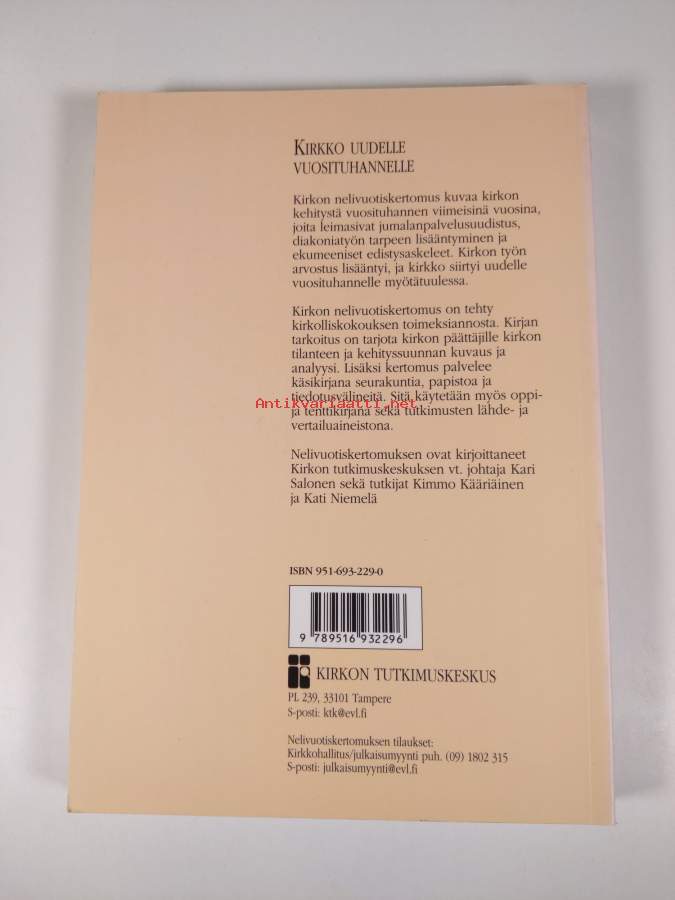 KIRKKO UUDELLE
VUOSITUHANNELLE
Kirkon nelivuotiskertomus kuvaa kirkon
kehitystä vuosituhannen viimeisinä vuosina,
joita leimasivat jumalanpalvelusuudistus,
diakoniatyön tarpeen lisääntyminen ja
ekumeeniset edistysaskeleet. Kirkon työn
arvostus lisääntyi, ja kirkko siirtyi uudelle
vuosituhannelle myötätuulessa.
Kirkon nelivuotiskertomus on tehty
kirkolliskokouksen toimeksiannosta. Kirjan
tarkoitus on tarjota kirkon päättäjille kirkon
tilanteen ja kehityssuunnan kuvaus ja
analyysi. Lisäksi kertomus palvelee
käsikirjana seurakuntia, papistoa ja
tiedotusvälineitä. Sitä käytetään myös oppi-
ja tenttikirjana sekä tutkimusten lähde- ja
vertailuaineistona.
Antikvariaatti.net
Nelivuotiskertomuksen ovat kirjoittaneet
Kirkon tutkimuskeskuksen vt. johtaja Kari
Salonen sekä tutkijat Kimmo Kääriäinen
ja Kati Niemelä
ISBN 951-693-229-0
9 789516 932296
KIRKON TUTKIMUSKESKUS
PL 239, 33101 Tampere
S-posti: ktk@evl.fi
Nelivuotiskertomuksen tilaukset:
Kirkkohallitus/julkaisumyynti puh. (09) 1802 315
S-posti: julkaisumyynti@evl.fi